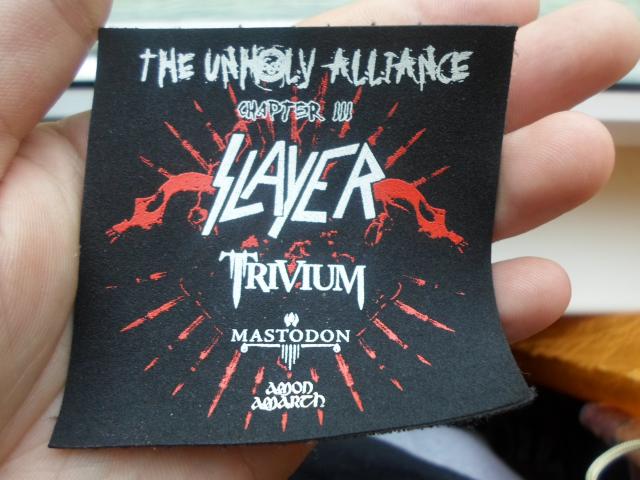 THE UNHOLY ALLIANCE
CHAPTER III
SLAYER
TRIVIUM
MASTODON
AMON
AMARTH